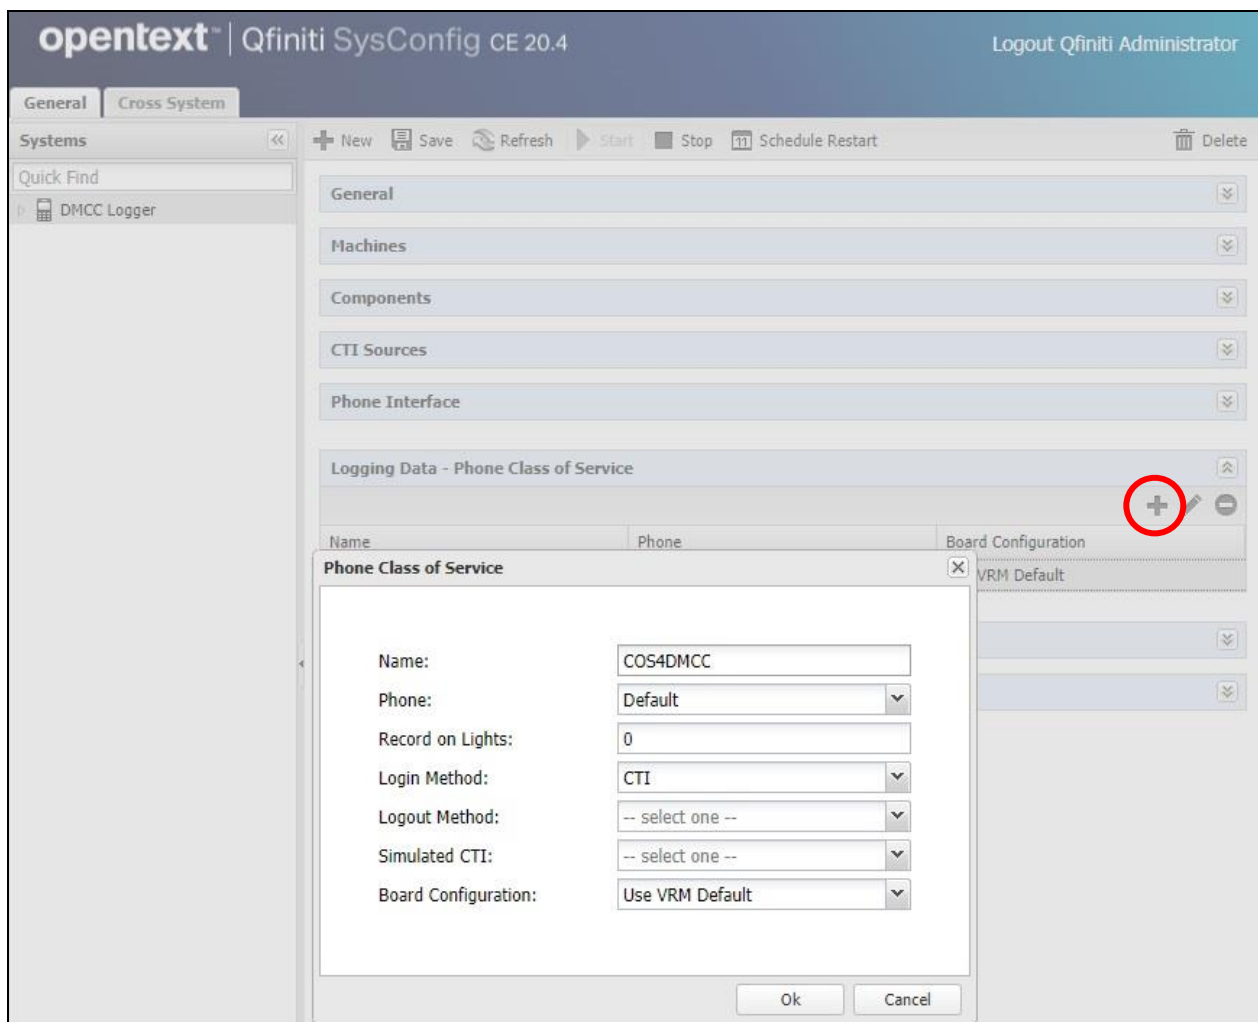 opentext™ | Qfiniti SysConfig CE 20.4
Logout Qfiniti Administrator
General Cross System
Systems
New Save Refresh Start Stop 11 Schedule Restart Delete
Quick Find
DMCC Logger
General
Machines
Components
CTI Sources
Phone Interface
Logging Data - Phone Class of Service
Name Phone Board Configuration
VRM Default
Phone Class of Service
Name: COS4DMCC
Phone: Default
Record on Lights: 0
Login Method: CTI
Logout Method: -- select one --
Simulated CTI: -- select one --
Board Configuration: Use VRM Default
Ok Cancel